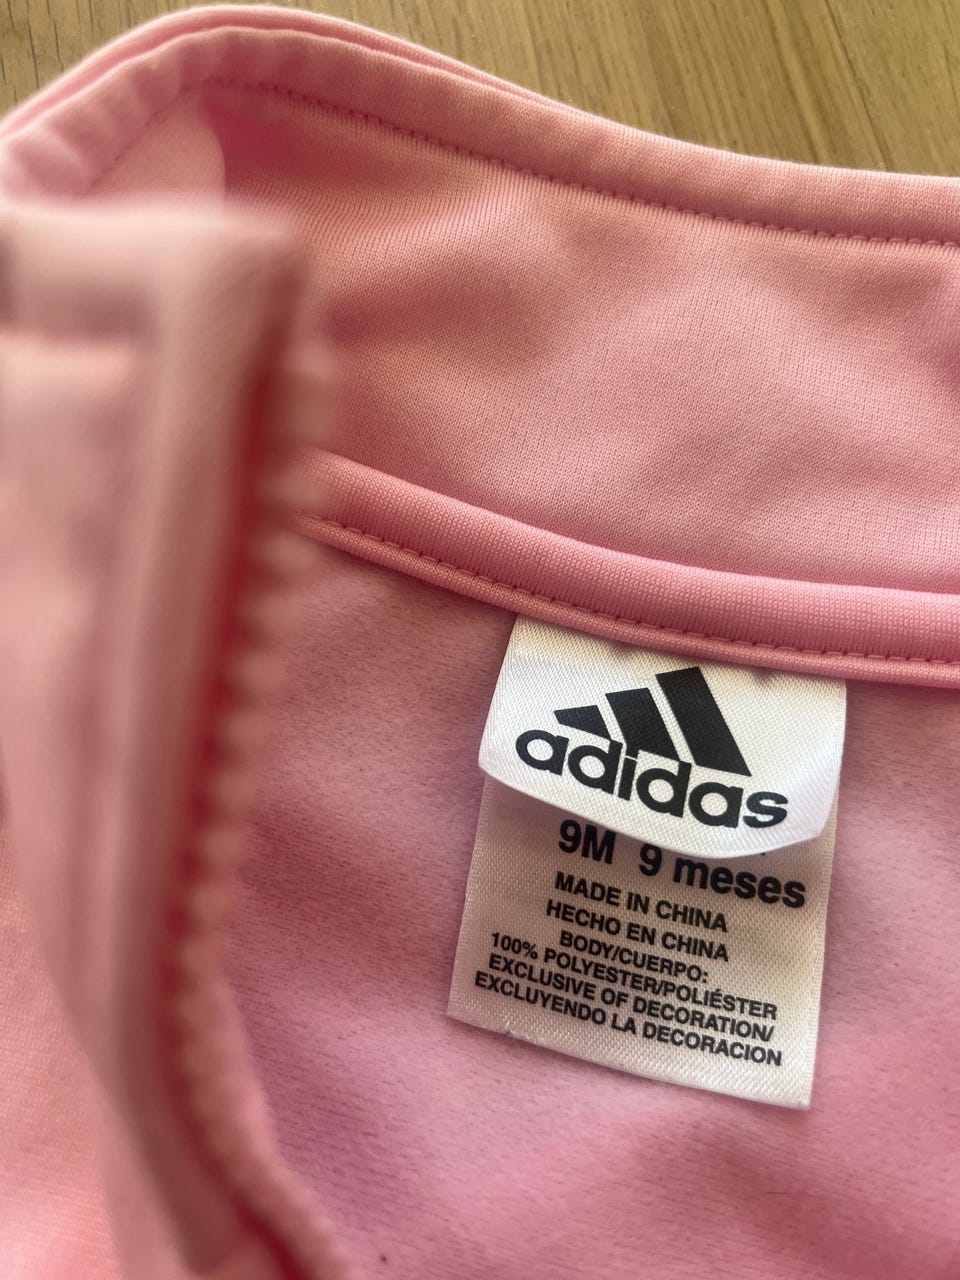 adidas
9M 9 meses
MADE IN CHINA
HECHO EN CHINA
BODY/CUERPO:
100% POLYESTER/POLIÉSTER
EXCLUSIVE OF DECORATION/
EXCLUYENDO LA DECORACION